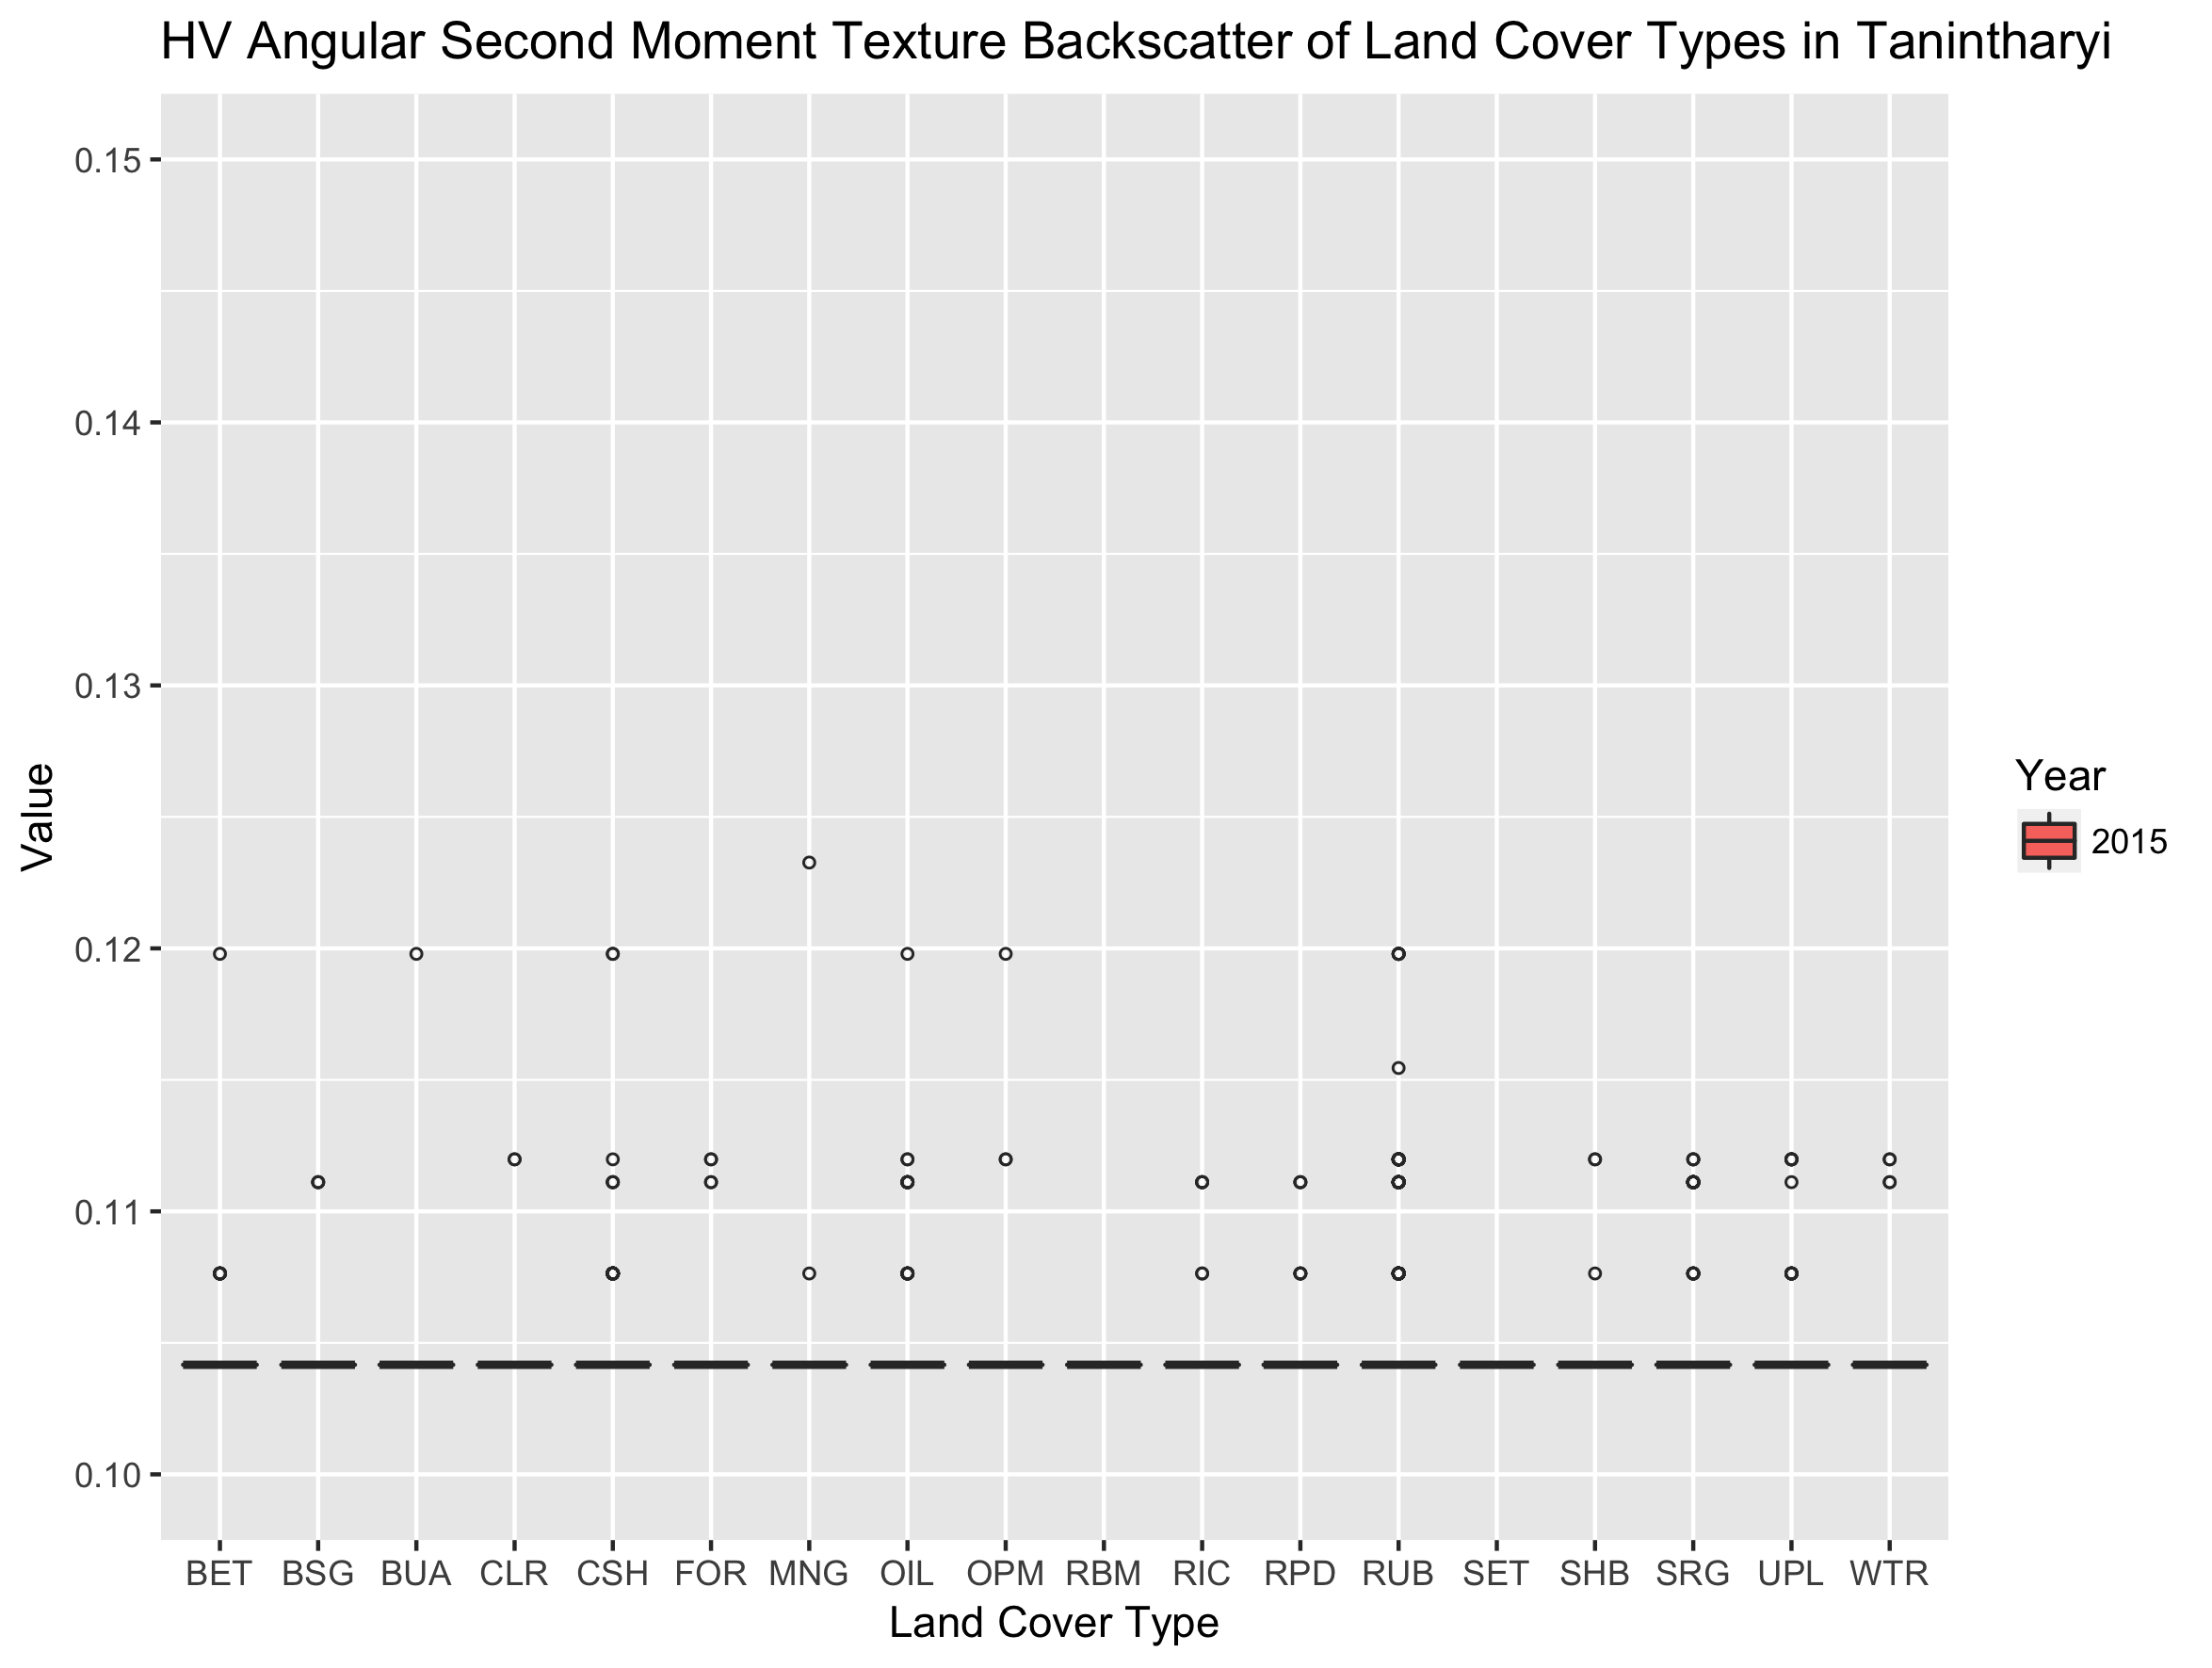 HV Angular Second Moment Texture Backscatter of Land Cover Types in Tanintharyi
0.15
0.14
0.13
0.12
0.11
0.10
Value
BET BSG BUA CLR CSH FOR MNG OIL OPM RBM RIC RPD RUB SET SHB SRG UPL WTR
Land Cover Type
Year
2015